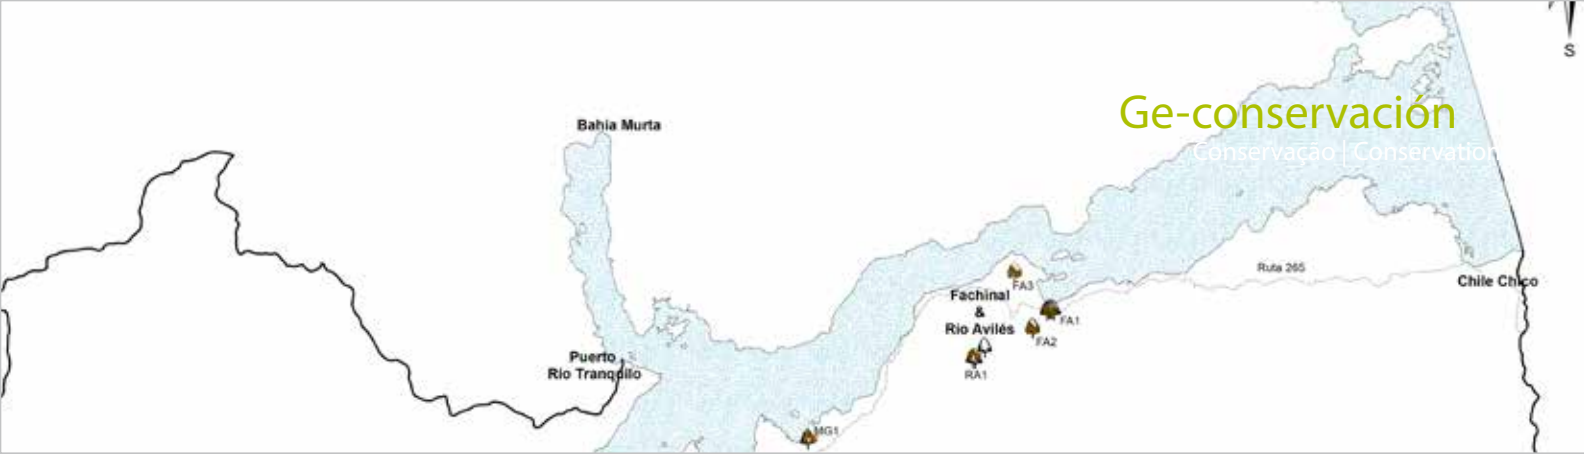 S
Ge-conservación
Conservação | Conservation
Bahia Murta
Ruta 265
Chile Chico
FA3
Fachinal
&
Rio Avilés
FA1
FA2
RA1
Puerto
Rio Tranquilo
MG1